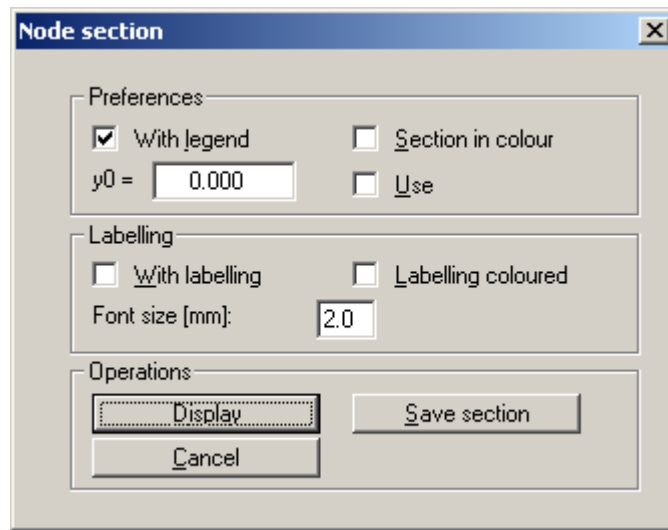 Node section
Preferences
With legend
Section in colour
y0 =
0.000
Use
Labelling
With labelling
Labelling coloured
Font size [mm]:
2.0
Operations
Display
Save section
Cancel